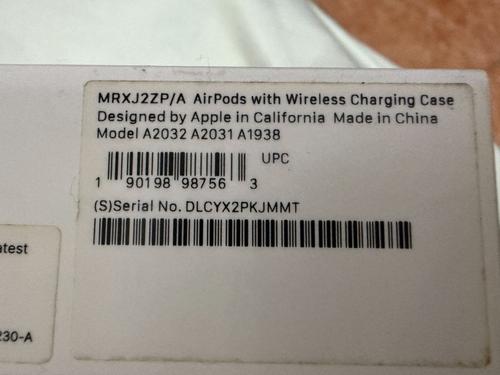 MRXJ2ZP/A AirPods with Wireless Charging Case
Designed by Apple in California Made in China
Model A2032 A2031 A1938
UPC
1 90198 98756 3
(S)Serial No. DLCYX2PKJMMT
atest
230-A